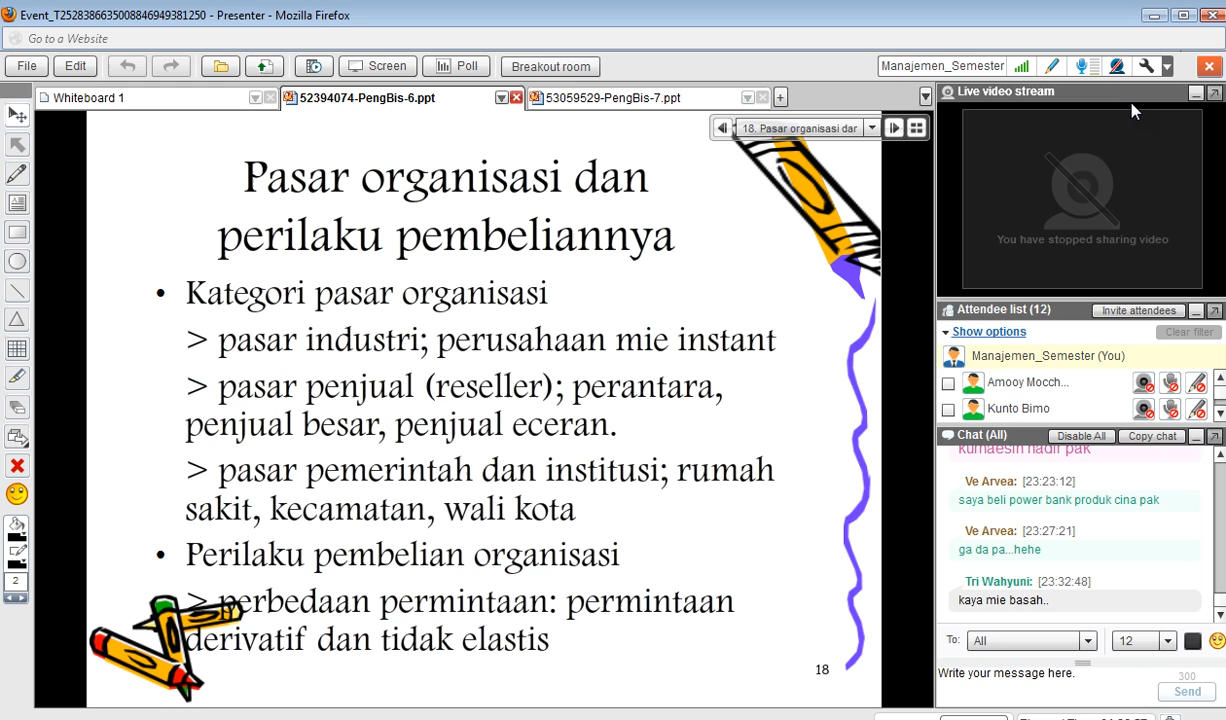 Event_T2528386635008846949381250 - Presenter - Mozilla Firefox
Go to a Website
File Edit Screen Poll Breakout room Manajemen_Semester
Whiteboard 1 52394074-PengBis-6.ppt 53059529-PengBis-7.ppt
18. Pasar organisasi dar
Pasar organisasi dan
perilaku pembeliannya
• Kategori pasar organisasi
> pasar industri; perusahaan mie instant
> pasar penjual (reseller); perantara,
penjual besar, penjual eceran.
> pasar pemerintah dan institusi; rumah
sakit, kecamatan, wali kota
• Perilaku pembelian organisasi
> perbedaan permintaan: permintaan
derivatif dan tidak elastis
18
2
Live video stream
You have stopped sharing video
Attendee list (12) Invite attendees
Show options Clear filter
Manajemen_Semester (You)
Amooy Mocch...
Kunto Bimo
Chat (All) Disable All Copy chat
kumaesin hadir pak
Ve Arvea: [23:23:12]
saya beli power bank produk cina pak
Ve Arvea: [23:27:21]
ga da pa...hehe
Tri Wahyuni: [23:32:48]
kaya mie basah..
To: All 12
Write your message here. 300
Send